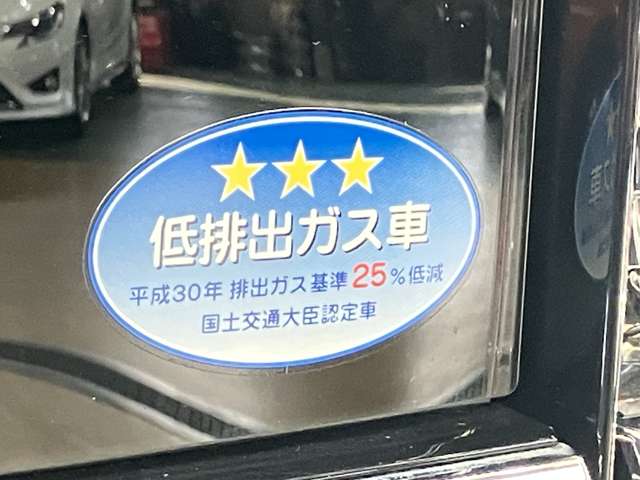 ★★★
低排出ガス車
平成30年 排出ガス基準 25%低減
国土交通大臣認定車